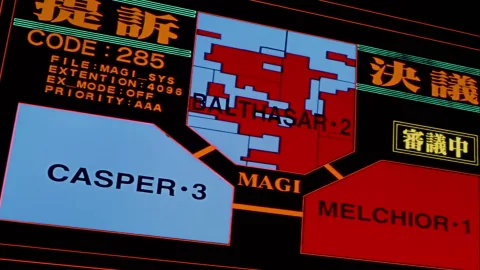 提訴
CODE:285
FILE:MAGI_SYS
EXTENTION:4096
EX_MODE:OFF
PRIORITY:AAA
BALTHASAR・2
決議
審議中
CASPER・3
MAGI
MELCHIOR・1